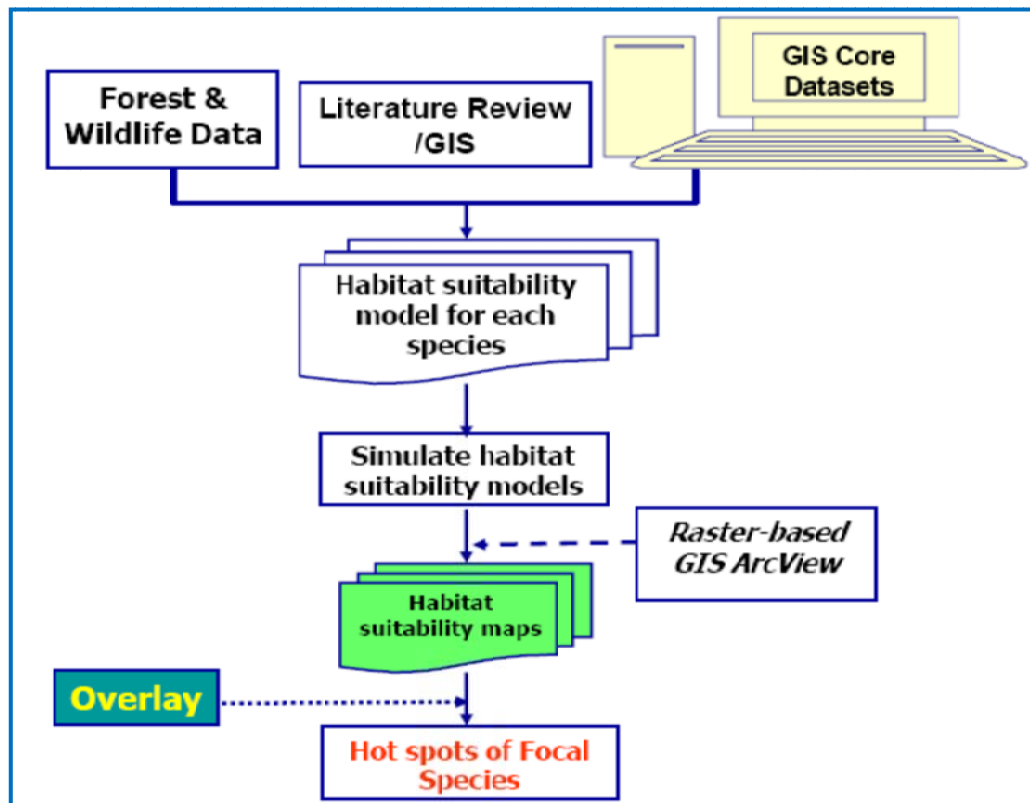 Forest &
Wildlife Data
Literature Review
/GIS
GIS Core
Datasets
Habitat suitability
model for each
species
Simulate habitat
suitability models
Raster-based
GIS ArcView
Habitat
suitability maps
Overlay
Hot spots of Focal
Species